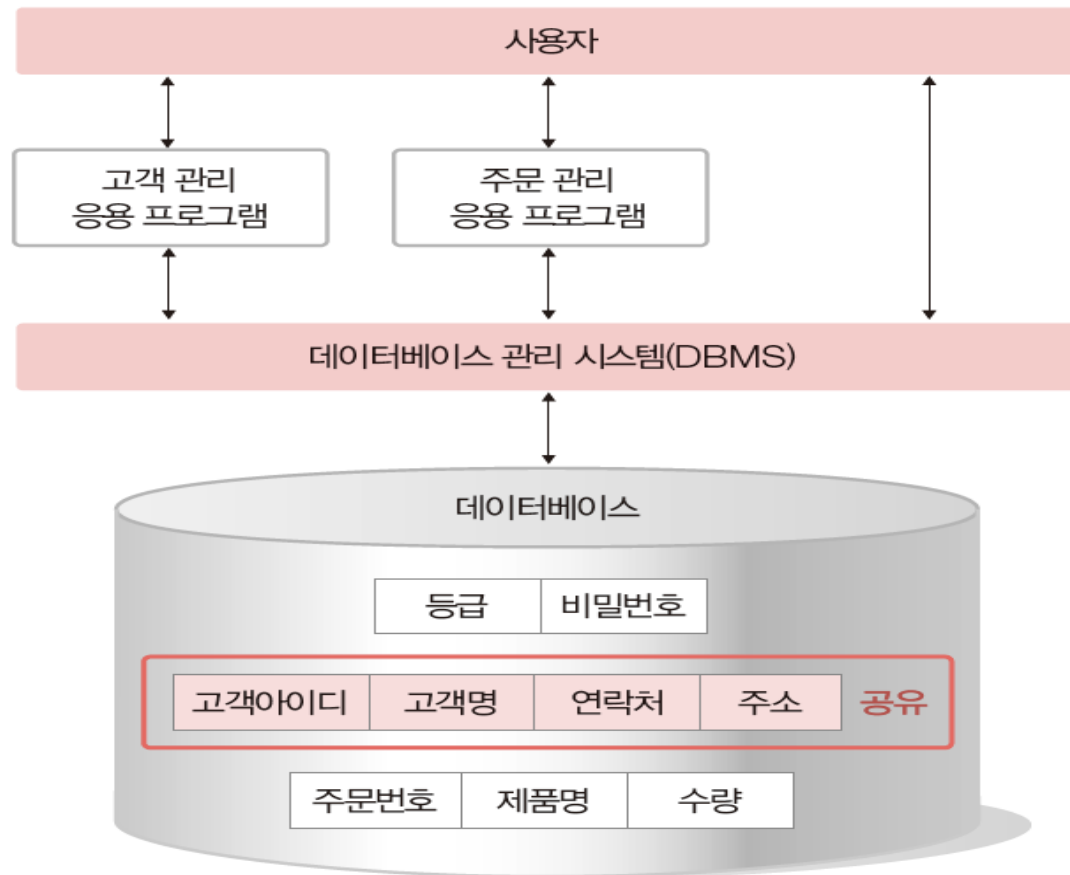 사용자
고객 관리
응용 프로그램
주문 관리
응용 프로그램
데이터베이스 관리 시스템(DBMS)
데이터베이스
등급 비밀번호
고객아이디 고객명 연락처 주소 공유
주문번호 제품명 수량